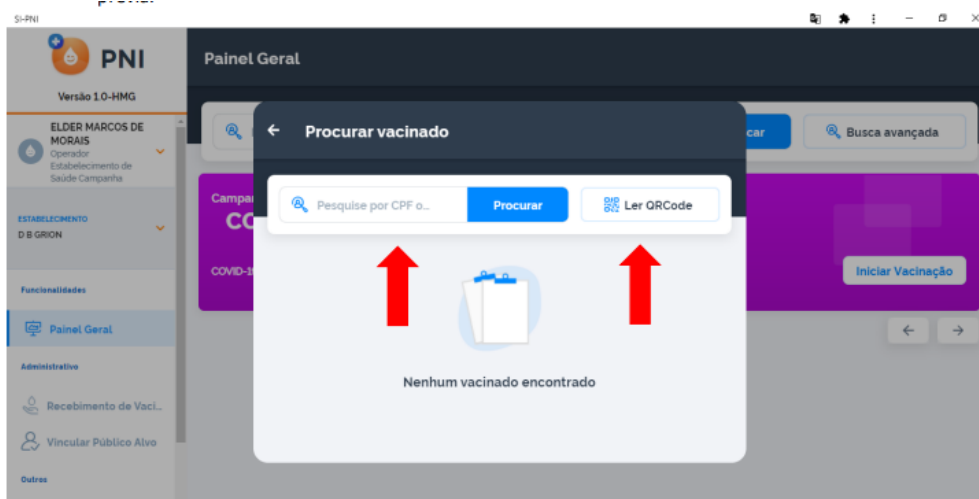 SI-PNI
PNI
Versão 1.0-HMG
ELDER MARCOS DE
MORAIS
Operador
Estabelecimento de
Saúde Campanha
ESTABELECIMENTO
D B GRION
Funcionalidades
Painel Geral
Administrativo
Recebimento de Vaci...
Vincular Público Alvo
Outros
Painel Geral
car
Busca avançada
Campa
CO
COVID-1
Iniciar Vacinação
Procurar vacinado
Pesquise por CPF o...
Procurar
Ler QRCode
Nenhum vacinado encontrado